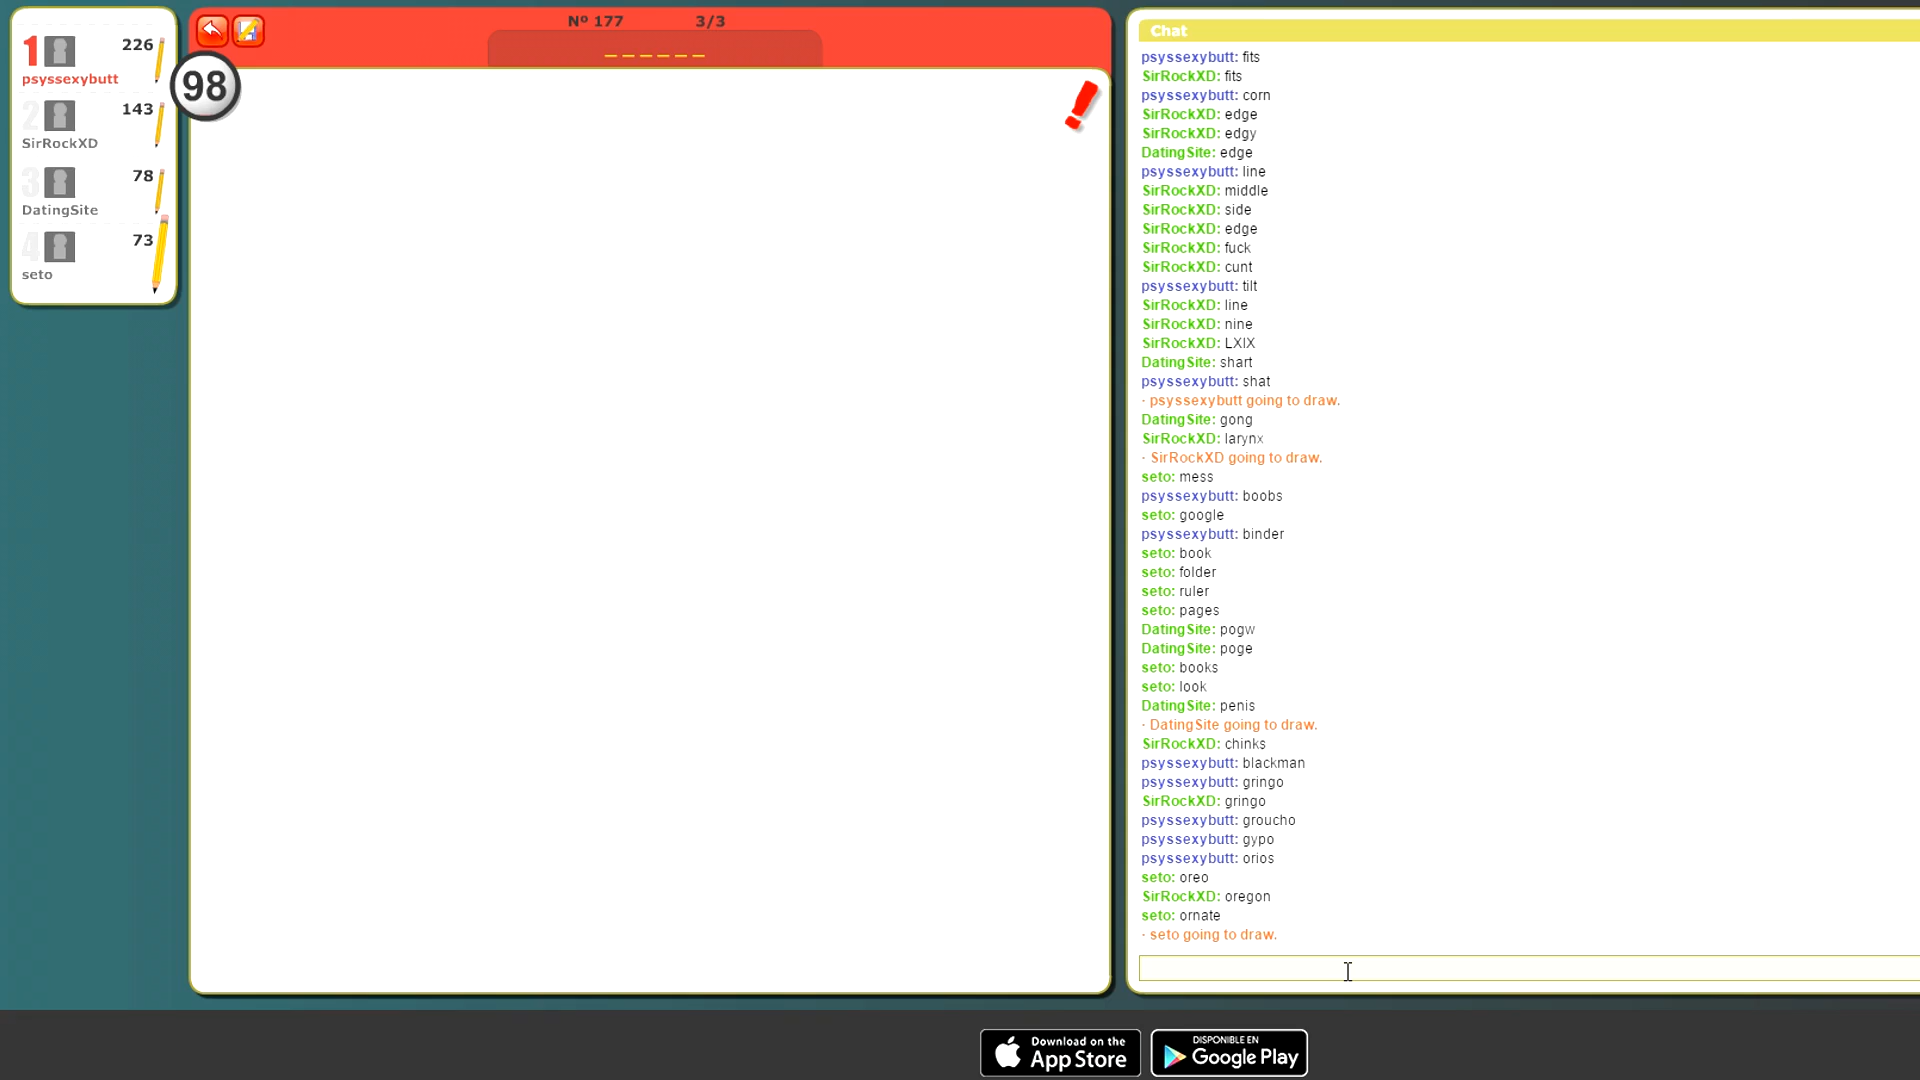 1 226
psyssexybutt
2 143
SirRockXD
3 78
DatingSite
4 73
seto
98
Nº 177 3/3
_ _ _ _ _ _
!
Chat
psyssexybutt: fits
SirRockXD: fits
psyssexybutt: corn
SirRockXD: edge
SirRockXD: edgy
DatingSite: edge
psyssexybutt: line
SirRockXD: middle
SirRockXD: side
SirRockXD: edge
SirRockXD: fuck
SirRockXD: cunt
psyssexybutt: tilt
SirRockXD: line
SirRockXD: nine
SirRockXD: LXIX
DatingSite: shart
psyssexybutt: shat
· psyssexybutt going to draw.
DatingSite: gong
SirRockXD: larynx
· SirRockXD going to draw.
seto: mess
psyssexybutt: boobs
seto: google
psyssexybutt: binder
seto: book
seto: folder
seto: ruler
seto: pages
DatingSite: pogw
DatingSite: poge
seto: books
seto: look
DatingSite: penis
· DatingSite going to draw.
SirRockXD: chinks
psyssexybutt: blackman
psyssexybutt: gringo
SirRockXD: gringo
psyssexybutt: groucho
psyssexybutt: gypo
psyssexybutt: orios
seto: oreo
SirRockXD: oregon
seto: ornate
· seto going to draw.
Download on the
App Store
DISPONIBLE EN
Google Play